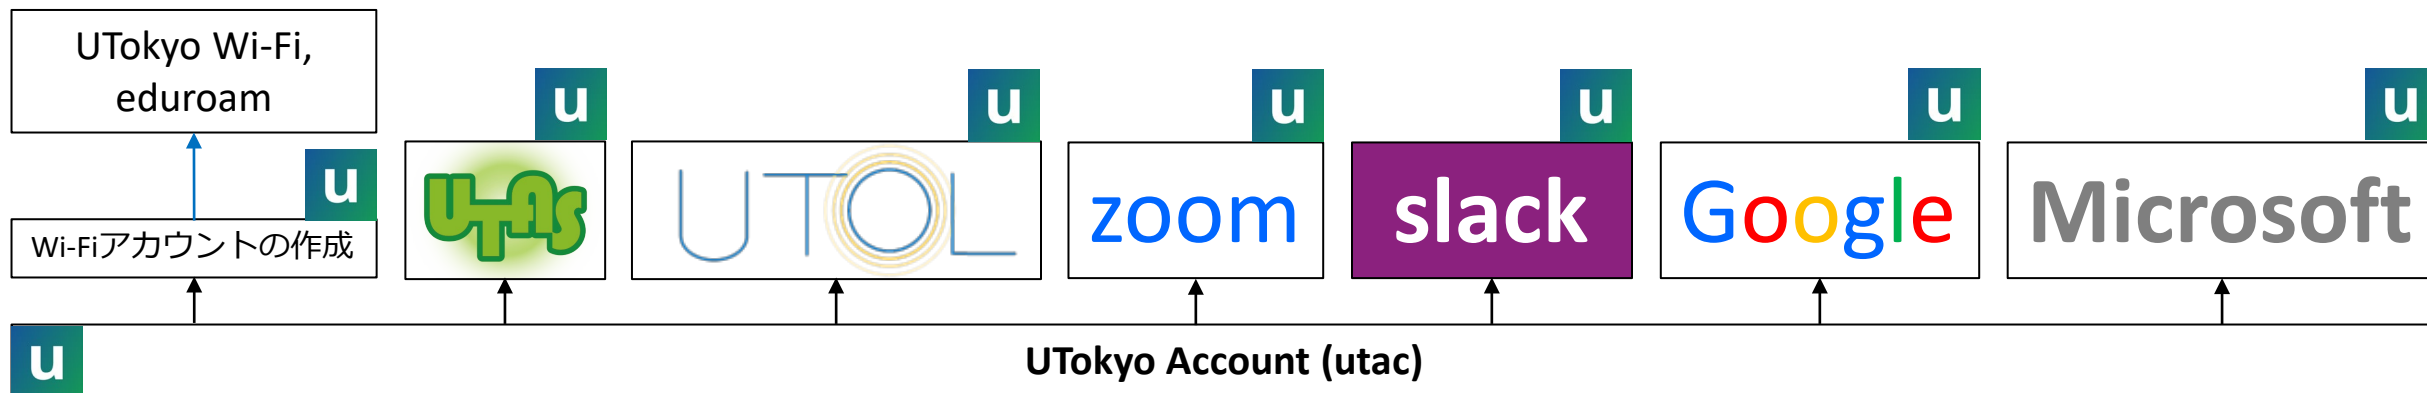 UTokyo Wi-Fi,
eduroam
u
Wi-Fiアカウントの作成
u
UTAS
u
UTOL
u
zoom
u
slack
u
Google
u
Microsoft
u
UTokyo Account (utac)